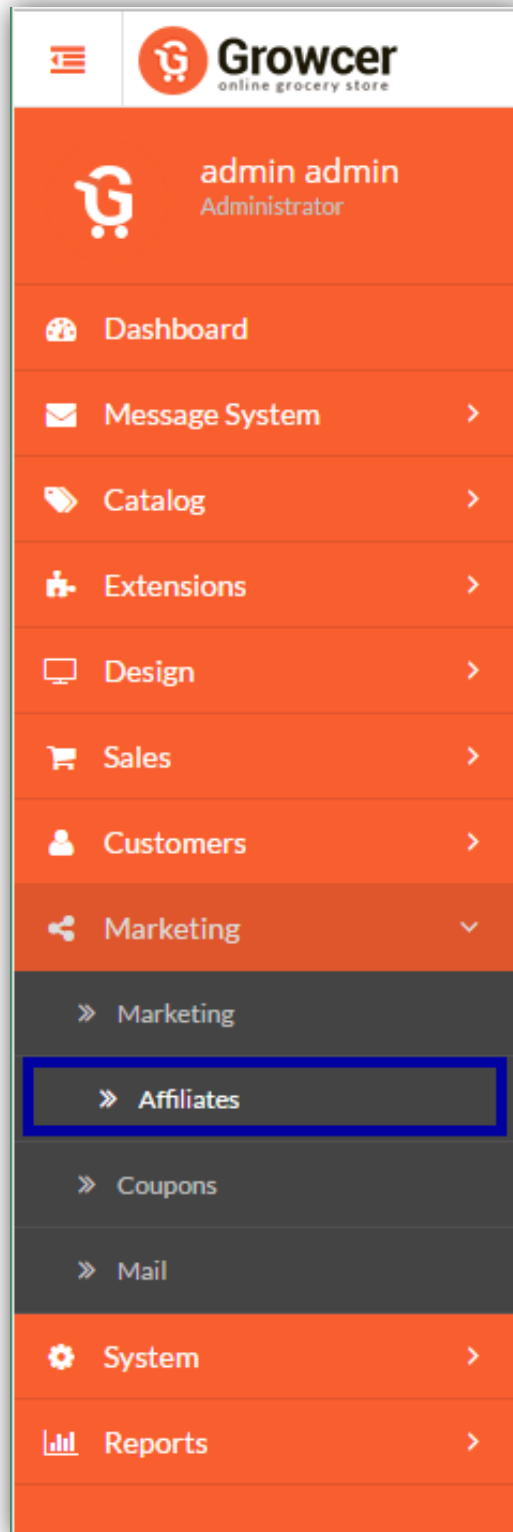 Growcer
online grocery store
admin admin
Administrator
Dashboard
Message System
Catalog
Extensions
Design
Sales
Customers
Marketing
Marketing
Affiliates
Coupons
Mail
System
Reports